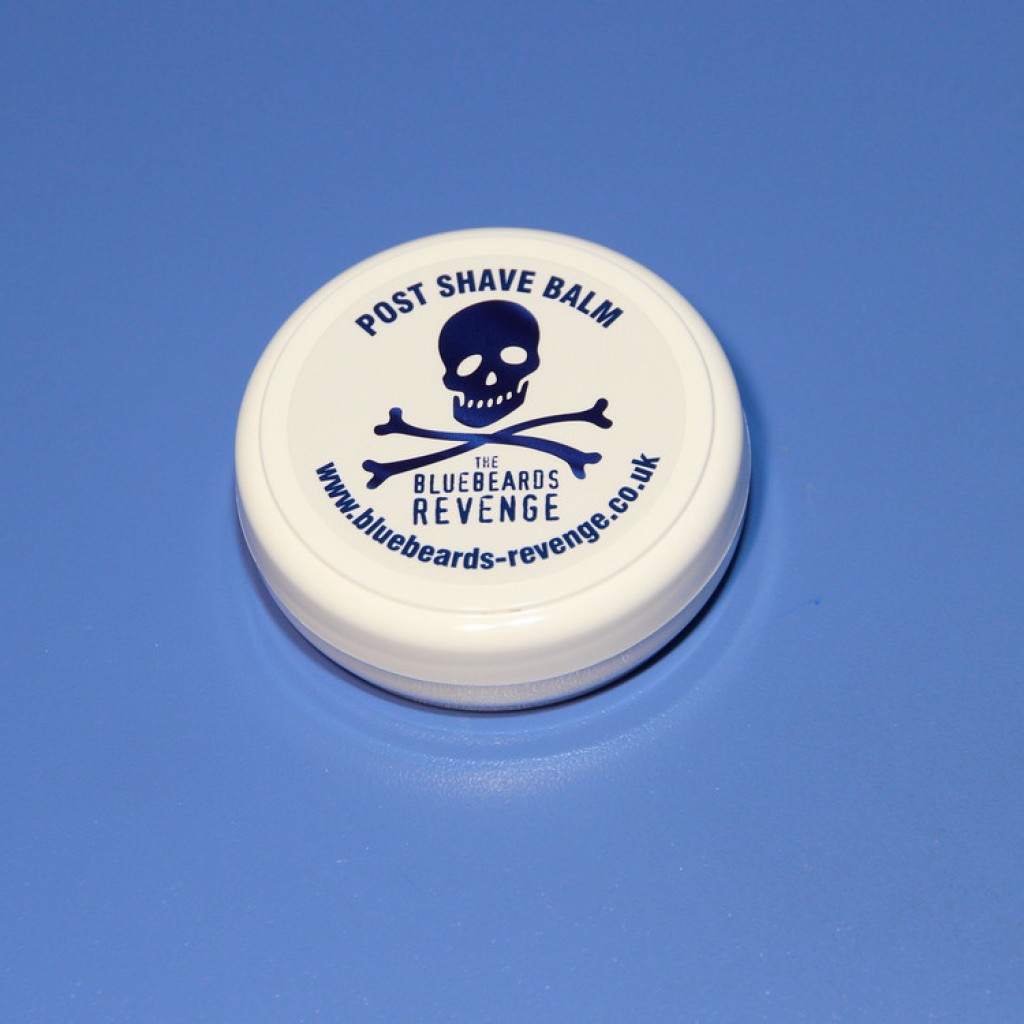 POST SHAVE BALM
THE
BLUEBEARDS
REVENGE
www.bluebeards-revenge.co.uk